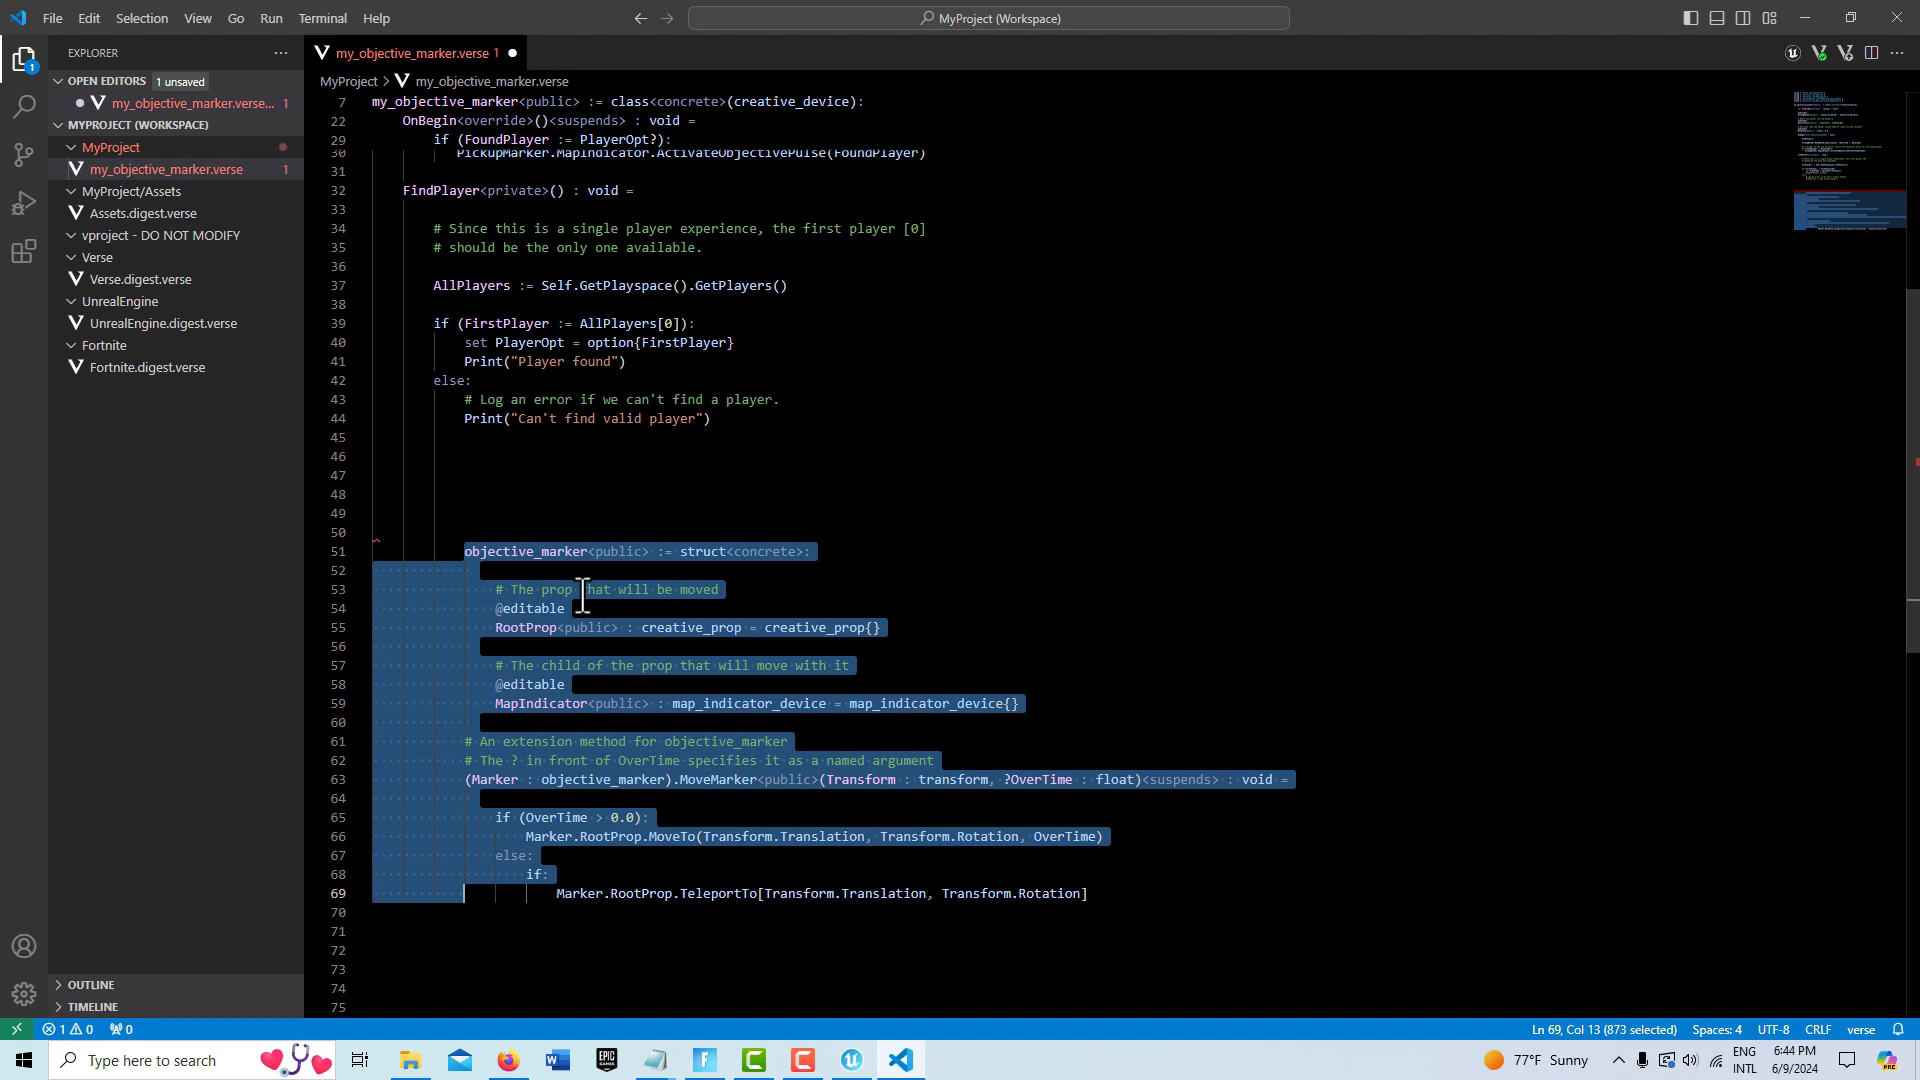 File Edit Selection View Go Run Terminal Help
MyProject (Workspace)
EXPLORER
my_objective_marker.verse 1
OPEN EDITORS 1 unsaved
my_objective_marker.verse... 1
MYPROJECT (WORKSPACE)
MyProject
my_objective_marker.verse 1
MyProject/Assets
Assets.digest.verse
vproject - DO NOT MODIFY
Verse
Verse.digest.verse
UnrealEngine
UnrealEngine.digest.verse
Fortnite
Fortnite.digest.verse
OUTLINE
TIMELINE
MyProject > my_objective_marker.verse
7 my_objective_marker<public> := class<concrete>(creative_device):
22 OnBegin<override>()<suspends> : void =
29 if (FoundPlayer := PlayerOpt?):
30 PickupMarker.MapIndicator.ActivateObjectivePulse(FoundPlayer)
31
32 FindPlayer<private>() : void =
33
34 # Since this is a single player experience, the first player [0]
35 # should be the only one available.
36
37 AllPlayers := Self.GetPlayspace().GetPlayers()
38
39 if (FirstPlayer := AllPlayers[0]):
40 set PlayerOpt = option{FirstPlayer}
41 Print("Player found")
42 else:
43 # Log an error if we can't find a player.
44 Print("Can't find valid player")
45
46
47
48
49
50
51 objective_marker<public> := struct<concrete>:
52
53 # The prop that will be moved
54 @editable
55 RootProp<public> : creative_prop = creative_prop{}
56
57 # The child of the prop that will move with it
58 @editable
59 MapIndicator<public> : map_indicator_device = map_indicator_device{}
60
61 # An extension method for objective_marker
62 # The ? in front of OverTime specifies it as a named argument
63 (Marker : objective_marker).MoveMarker<public>(Transform : transform, ?OverTime : float)<suspends> : void =
64
65 if (OverTime > 0.0):
66 Marker.RootProp.MoveTo(Transform.Translation, Transform.Rotation, OverTime)
67 else:
68 if:
69 Marker.RootProp.TeleportTo[Transform.Translation, Transform.Rotation]
70
71
72
73
74
75
1 0 0 Ln 69, Col 13 (873 selected) Spaces: 4 UTF-8 CRLF verse
Type here to search
EPIC GAMES
77°F Sunny
ENG INTL
6:44 PM
6/9/2024
PRE